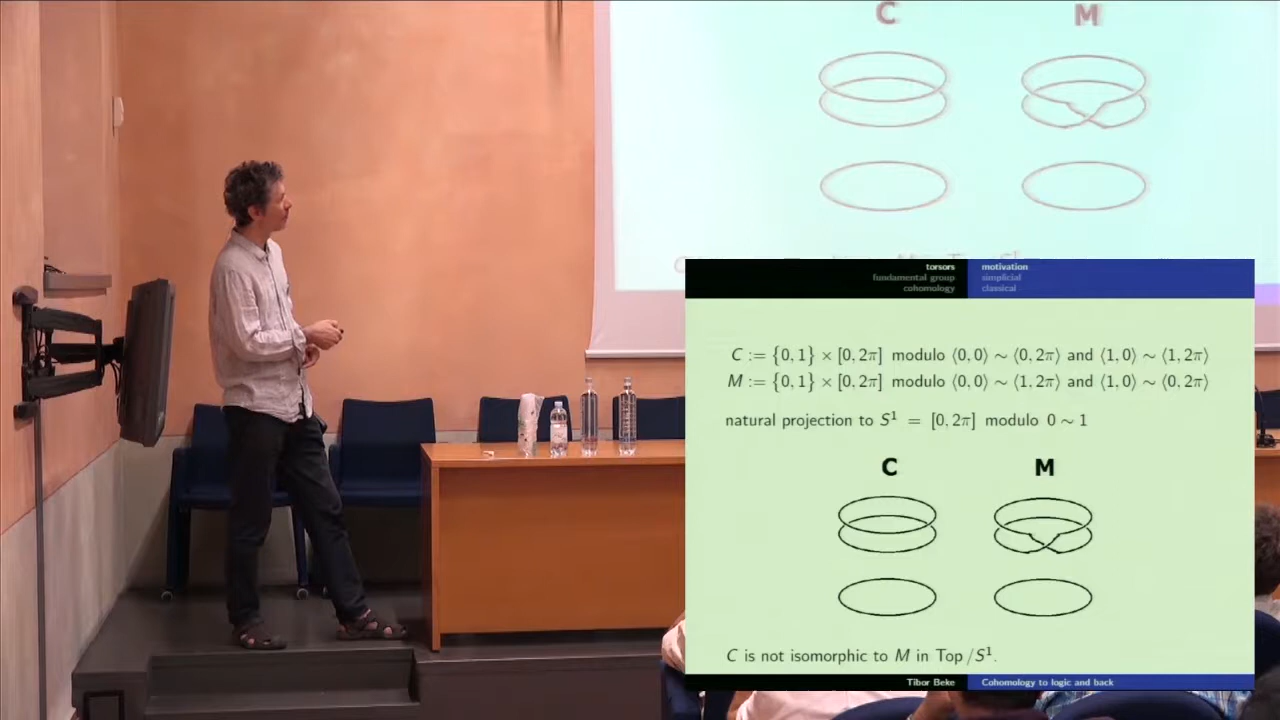 C M
torsors motivation
fundamental group simplicial
cohomology classical
C := {0, 1} × [0, 2π] modulo ⟨0, 0⟩ ∼ ⟨0, 2π⟩ and ⟨1, 0⟩ ∼ ⟨1, 2π⟩
M := {0, 1} × [0, 2π] modulo ⟨0, 0⟩ ∼ ⟨1, 2π⟩ and ⟨1, 0⟩ ∼ ⟨0, 2π⟩
natural projection to S¹ = [0, 2π] modulo 0 ∼ 1
C M
C is not isomorphic to M in Top /S¹.
Tibor Beke Cohomology to logic and back